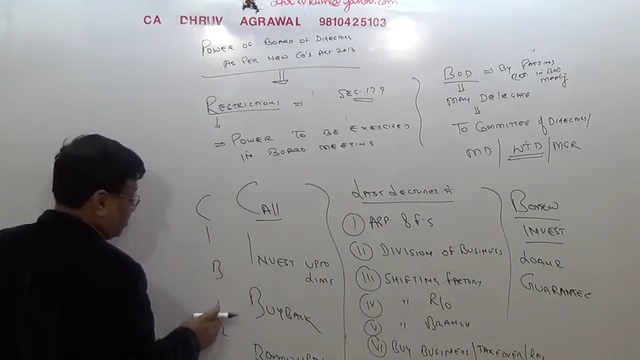 CA DHRUV AGRAWAL 9810425103
POWER OF BOARD OF DIRECTORS
AS PER NEW CO'S ACT 2013
RESTRICTIONS ⇒ SEC. 179
⇒ POWER TO BE EXERCISED
IN BOARD MEETING
BOD ⇒ BY PASSING
RES. IN BOD
MEETING
MAY DELEGATE
TO COMMITTEE OF DIRECTORS/
MD / WTD / MGR
C CALL
I INVEST UPTO
LIMIT
B BUYBACK
LAST LECTURES
I APP. OF F.S
II DIVISION OF BUSINESS
III SHIFTING FACTORY
IV " R/O
V " BRANCH
VI BUY BUSINESS/TAKEOVER/
BORROW
INVEST
LOANS
GUARANTEE